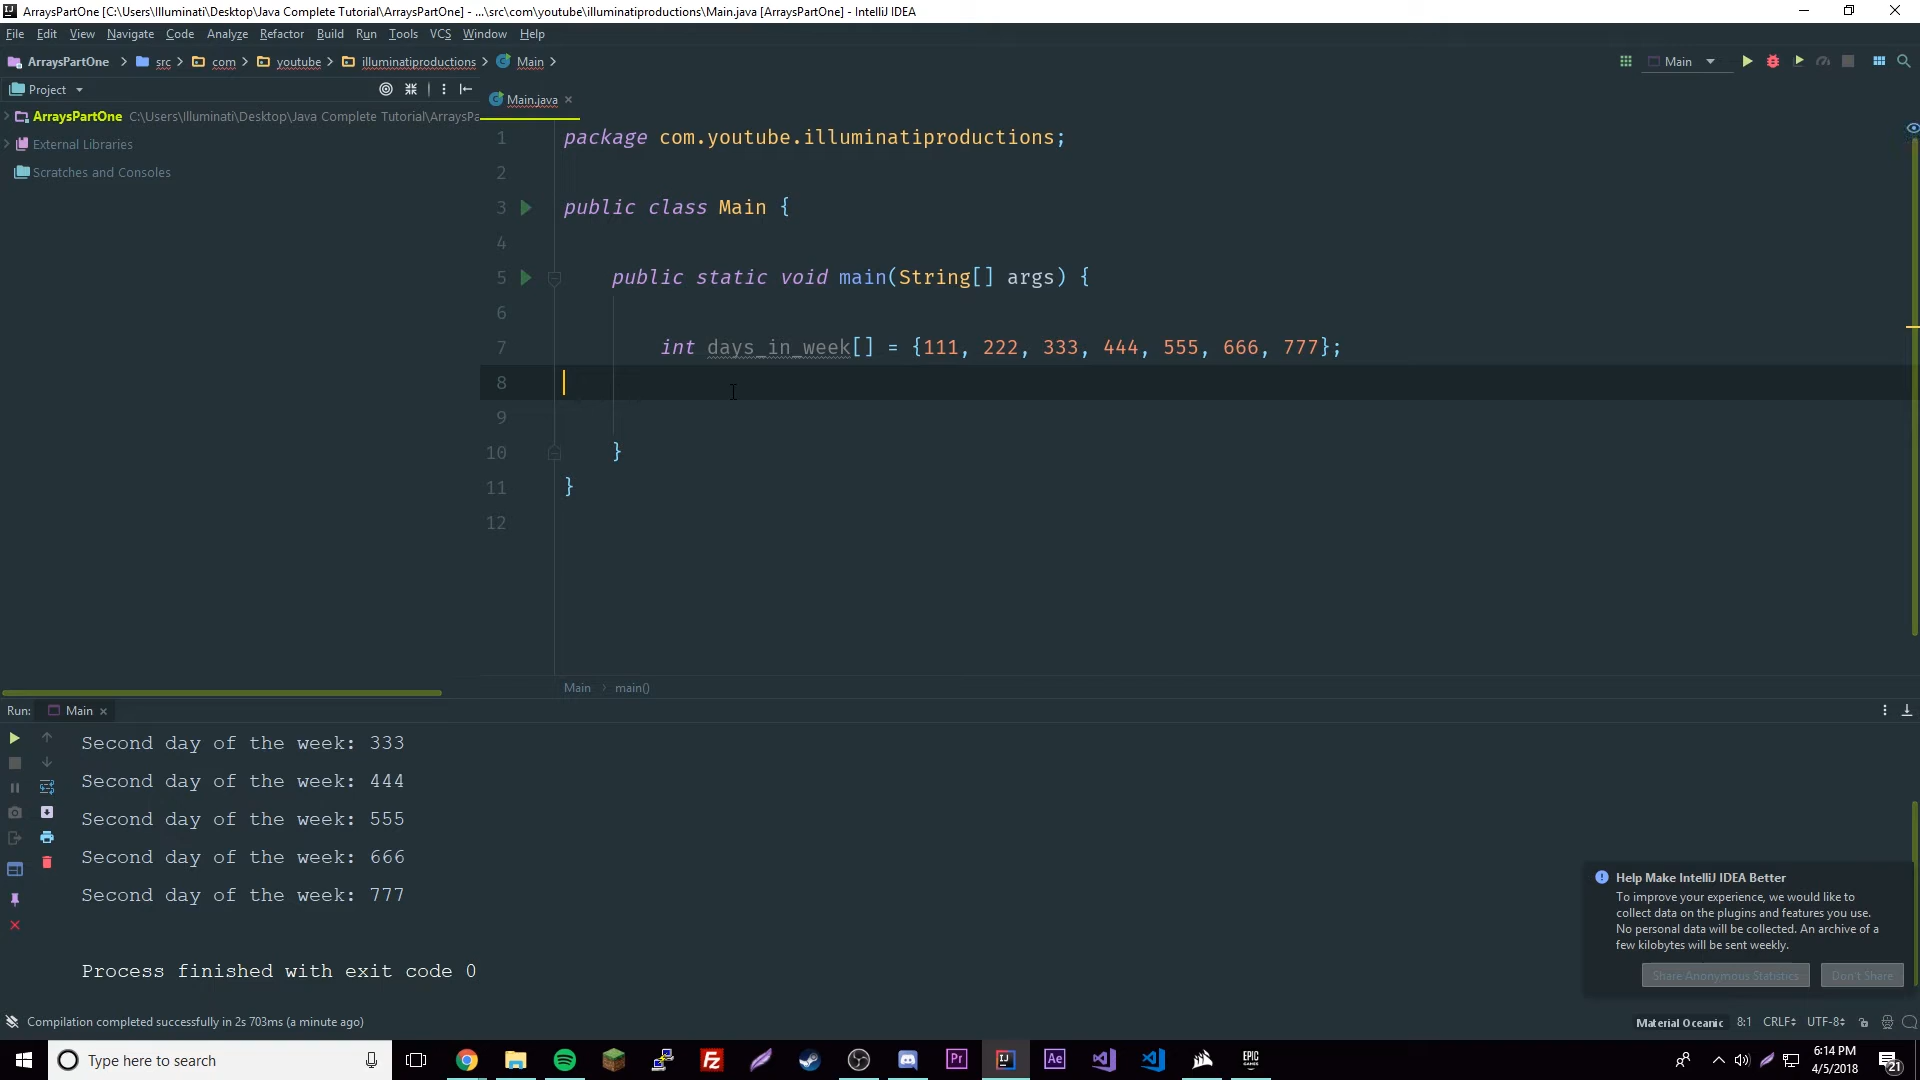 ArraysPartOne [C:\Users\Illuminati\Desktop\Java Complete Tutorial\ArraysPartOne] - ...\src\com\youtube\illuminatiproductions\Main.java [ArraysPartOne] - IntelliJ IDEA
File Edit View Navigate Code Analyze Refactor Build Run Tools VCS Window Help
ArraysPartOne src com youtube illuminatiproductions Main
Main
Project
Main.java
ArraysPartOne C:\Users\Illuminati\Desktop\Java Complete Tutorial\ArraysPa
External Libraries
Scratches and Consoles
1 package com.youtube.illuminatiproductions;
2
3 public class Main {
4
5 public static void main(String[] args) {
6
7 int days_in_week[] = {111, 222, 333, 444, 555, 666, 777};
8
9
10 }
11 }
12
Main main()
Run: Main
Second day of the week: 333
Second day of the week: 444
Second day of the week: 555
Second day of the week: 666
Second day of the week: 777
Process finished with exit code 0
Help Make IntelliJ IDEA Better
To improve your experience, we would like to
collect data on the plugins and features you use.
No personal data will be collected. An archive of a
few kilobytes will be sent weekly.
Share Anonymous Statistics Don't Share
Compilation completed successfully in 2s 703ms (a minute ago)
Material Oceanic 8:1 CRLF UTF-8
Type here to search
Pr
IJ
Ae
EPIC GAMES
6:14 PM
4/5/2018
21